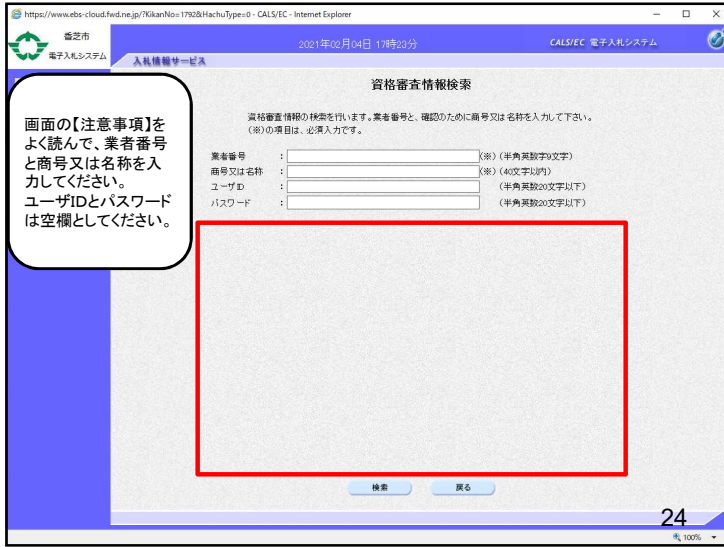 https://www.ebs-cloud.fwd.ne.jp/?KikanNo=1792&HachuType=0 - CALS/EC - Internet Explorer
香芝市
電子入札システム
2021年02月04日 17時23分
CALS/EC 電子入札システム
入札情報サービス
資格審査情報検索
資格審査情報の検索を行います。業者番号と、確認のために商号又は名称を入力して下さい。
(※)の項目は、必須入力です。
画面の【注意事項】を
よく読んで、業者番号
と商号又は名称を入
力してください。
ユーザIDとパスワード
は空欄としてください。
業者番号 : (※) (半角英数字9文字)
商号又は名称 : (※) (40文字以内)
ユーザID : (半角英数20文字以下)
パスワード : (半角英数20文字以下)
検索 戻る
24
100%